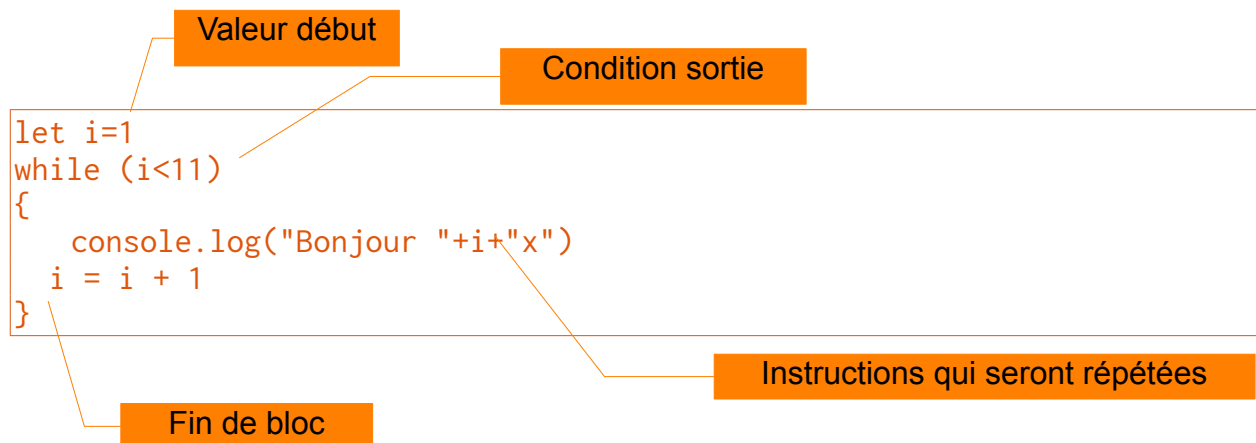 Valeur début
Condition sortie
let i=1
while (i<11)
{
console.log("Bonjour "+i+"x")
i = i + 1
}
Instructions qui seront répétées
Fin de bloc